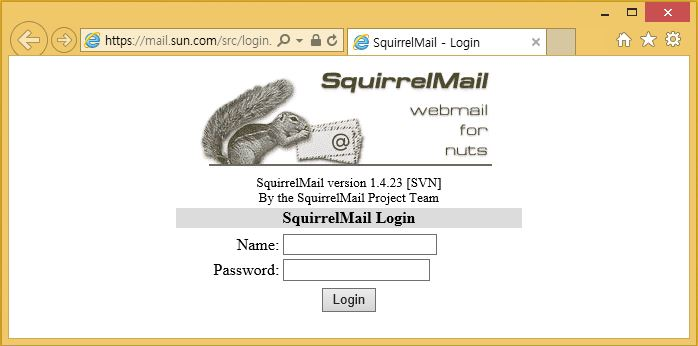 https://mail.sun.com/src/login.
SquirrelMail - Login
SquirrelMail
webmail
for
nuts
@
SquirrelMail version 1.4.23 [SVN]
By the SquirrelMail Project Team
SquirrelMail Login
Name:
Password:
Login